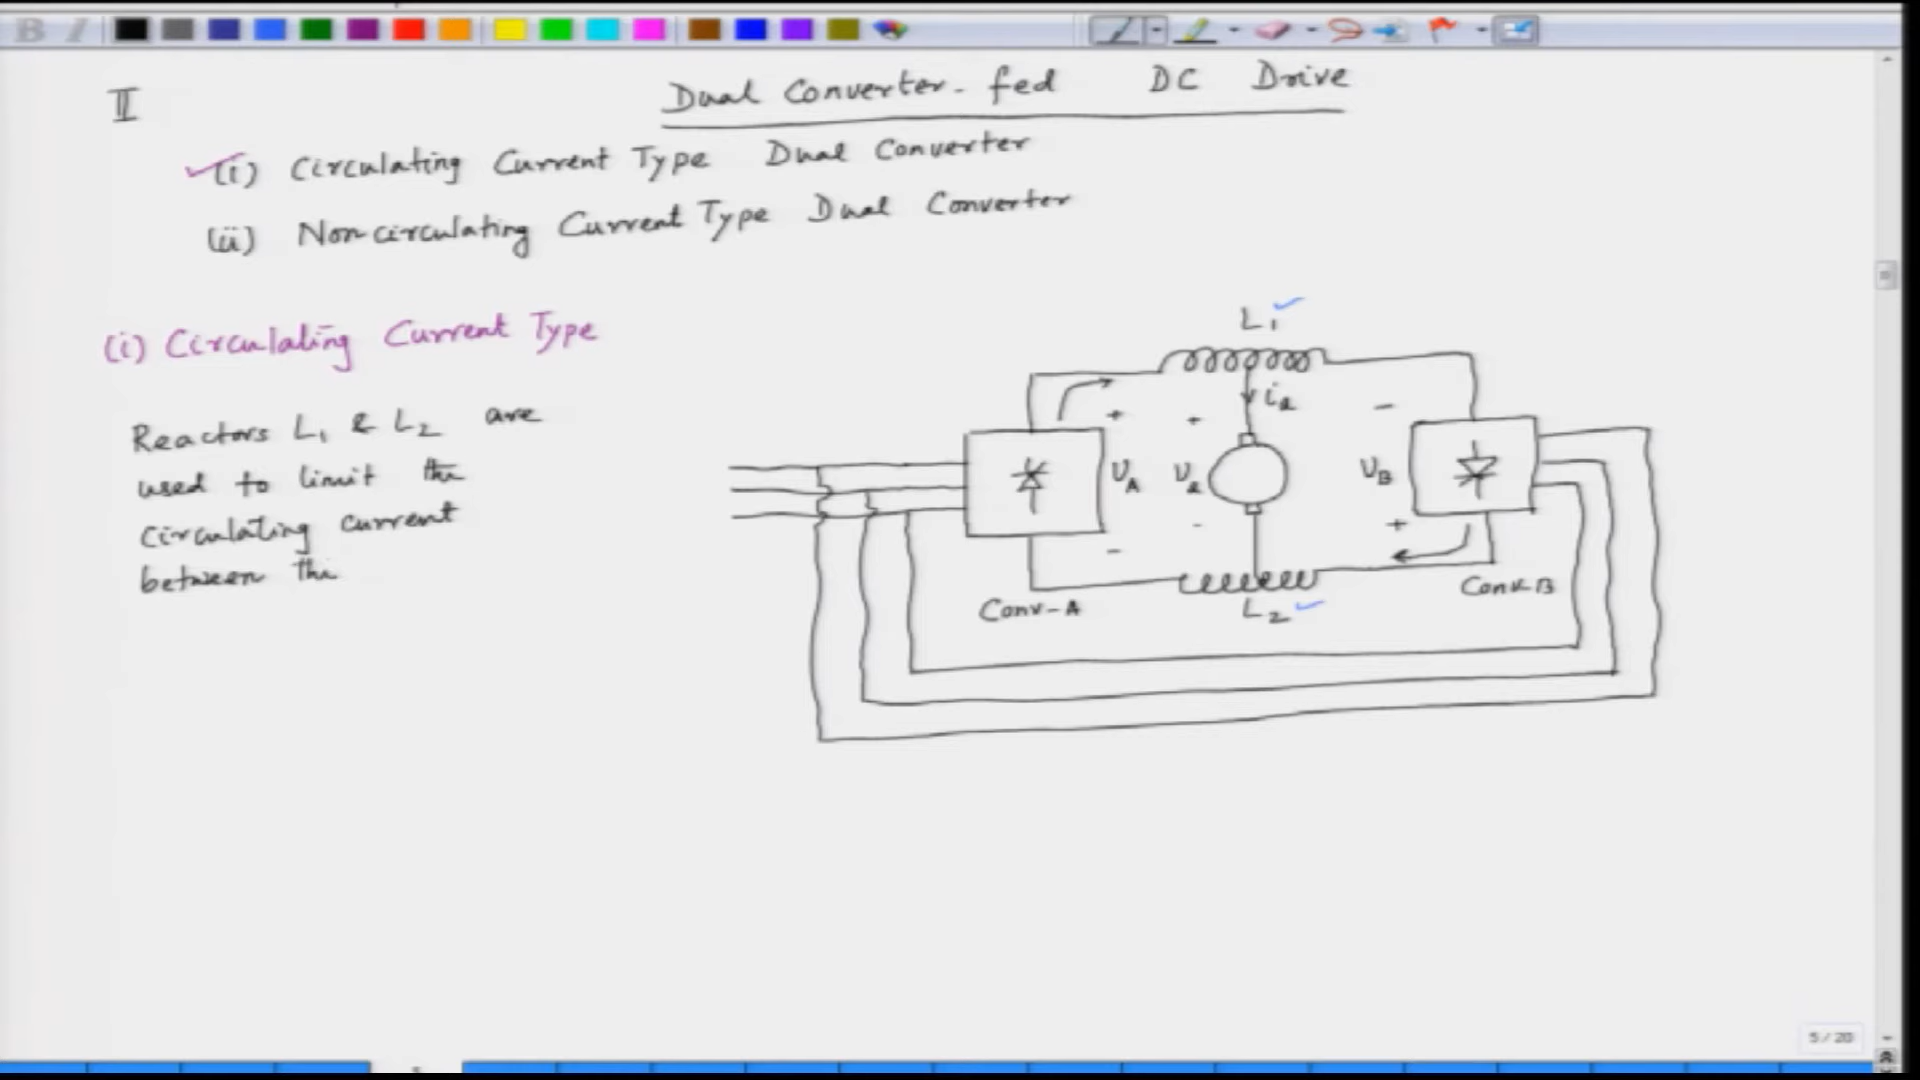 B I
II
Dual Converter-fed DC Drive
(i) Circulating Current Type Dual Converter
(ii) Noncirculating Current Type Dual Converter
(i) Circulating Current Type
Reactors L1 & L2 are
used to limit the
circulating current
between the
L1
ia
+ + -
VA Va VB
- - +
Conv-A
L2
Conv-B
5/20